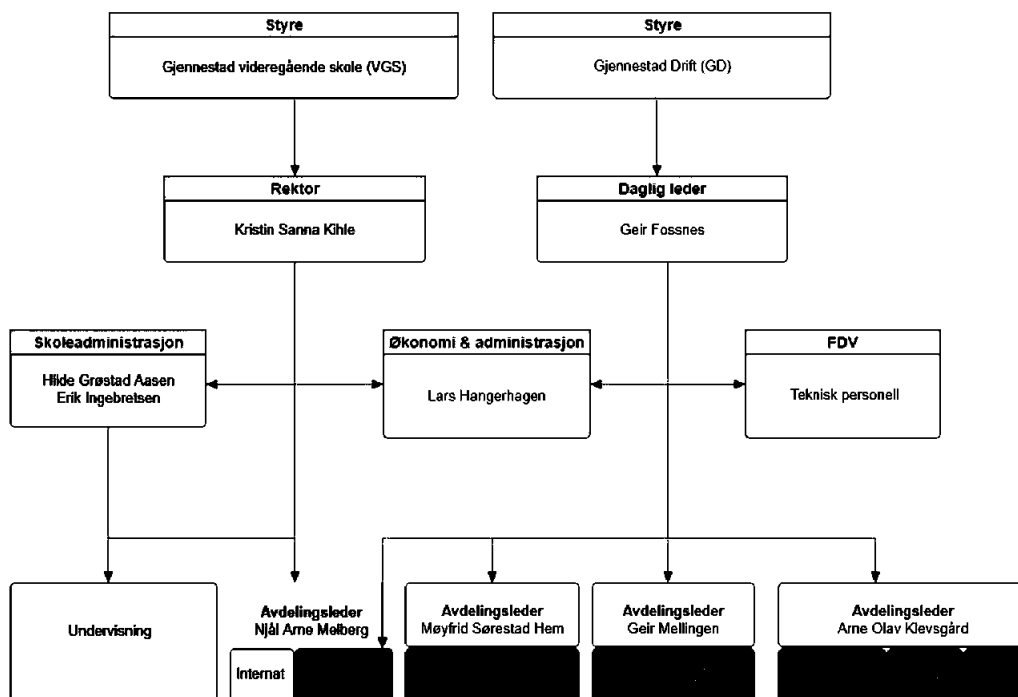 Styre
Gjennestad videregående skole (VGS)
Styre
Gjennestad Drift (GD)
Rektor
Kristin Sanna Kihle
Daglig leder
Geir Fossnes
Skoleadministrasjon
Hilde Grøstad Aasen
Erik Ingebretsen
Økonomi & administrasjon
Lars Hangerhagen
FDV
Teknisk personell
Undervisning
Avdelingsleder
Njål Arne Melberg
Internat
Avdelingsleder
Møyfrid Sørestad Hem
Avdelingsleder
Geir Mellingen
Avdelingsleder
Arne Olav Klevsgård